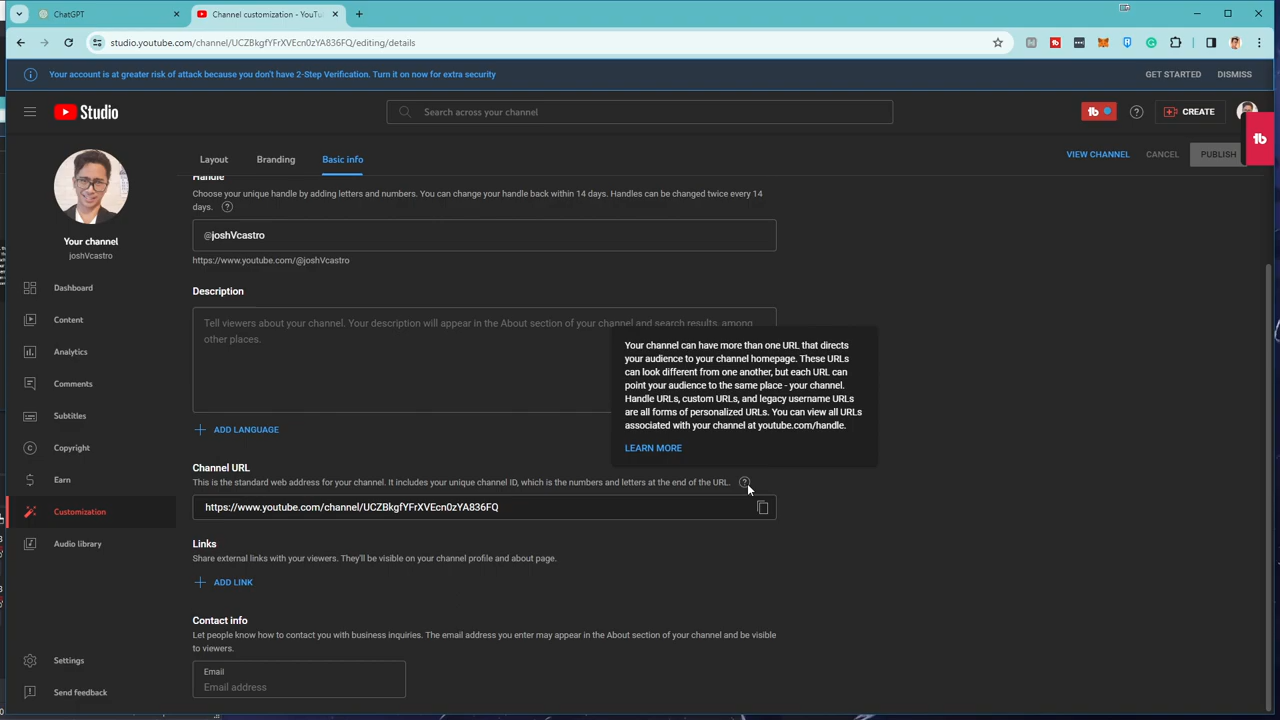 ChatGPT
Channel customization - YouTu
studio.youtube.com/channel/UCZBkgfYFrXVEcn0zYA836FQ/editing/details
Your account is at greater risk of attack because you don't have 2-Step Verification. Turn it on now for extra security
GET STARTED
DISMISS
Studio
Search across your channel
CREATE
Layout
Branding
Basic info
VIEW CHANNEL
CANCEL
PUBLISH
Handle
Choose your unique handle by adding letters and numbers. You can change your handle back within 14 days. Handles can be changed twice every 14
days.
@joshVcastro
https://www.youtube.com/@joshVcastro
Your channel
joshVcastro
Dashboard
Content
Analytics
Comments
Subtitles
Copyright
Earn
Customization
Audio library
Settings
Send feedback
Description
Tell viewers about your channel. Your description will appear in the About section of your channel and search results, among
other places.
Your channel can have more than one URL that directs
your audience to your channel homepage. These URLs
can look different from one another, but each URL can
point your audience to the same place - your channel.
Handle URLs, custom URLs, and legacy username URLs
are all forms of personalized URLs. You can view all URLs
associated with your channel at youtube.com/handle.
LEARN MORE
ADD LANGUAGE
Channel URL
This is the standard web address for your channel. It includes your unique channel ID, which is the numbers and letters at the end of the URL.
https://www.youtube.com/channel/UCZBkgfYFrXVEcn0zYA836FQ
Links
Share external links with your viewers. They'll be visible on your channel profile and about page.
ADD LINK
Contact info
Let people know how to contact you with business inquiries. The email address you enter may appear in the About section of your channel and be visible
to viewers.
Email
Email address